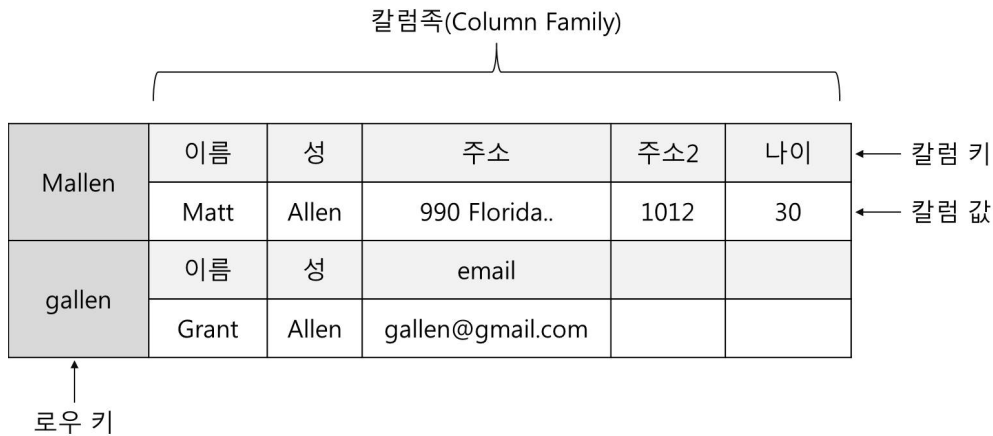 칼럼족(Column Family)
Mallen
이름 성 주소 주소2 나이
칼럼 키
Matt Allen 990 Florida.. 1012 30
칼럼 값
gallen
이름 성 email
Grant Allen gallen@gmail.com
로우 키